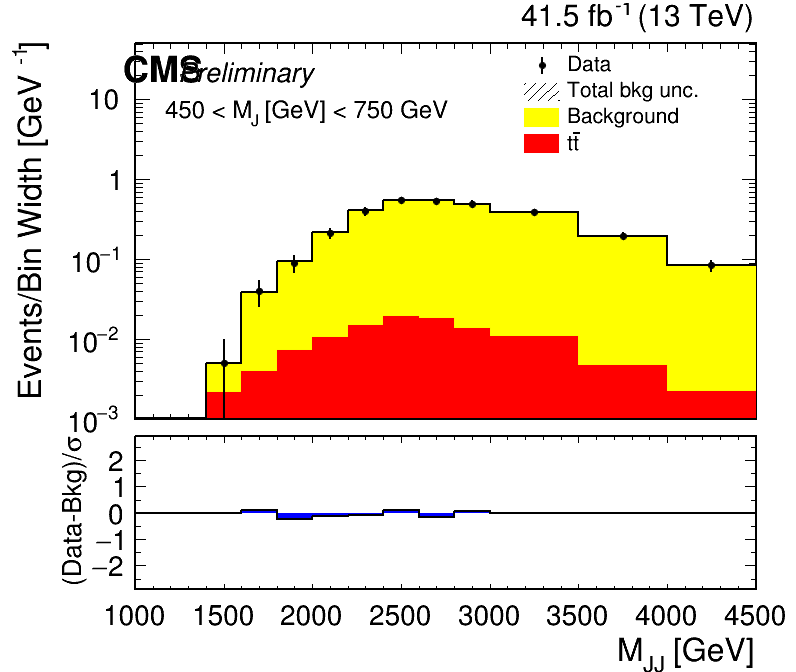 41.5 fb⁻¹ (13 TeV)
CMS Preliminary
450 < M_J [GeV] < 750 GeV
Data
Total bkg unc.
Background
tt̄
Events/Bin Width [GeV⁻¹]
10
1
10⁻¹
10⁻²
10⁻³
(Data-Bkg)/σ
2
1
0
−1
−2
1000 1500 2000 2500 3000 3500 4000 4500
M_JJ [GeV]